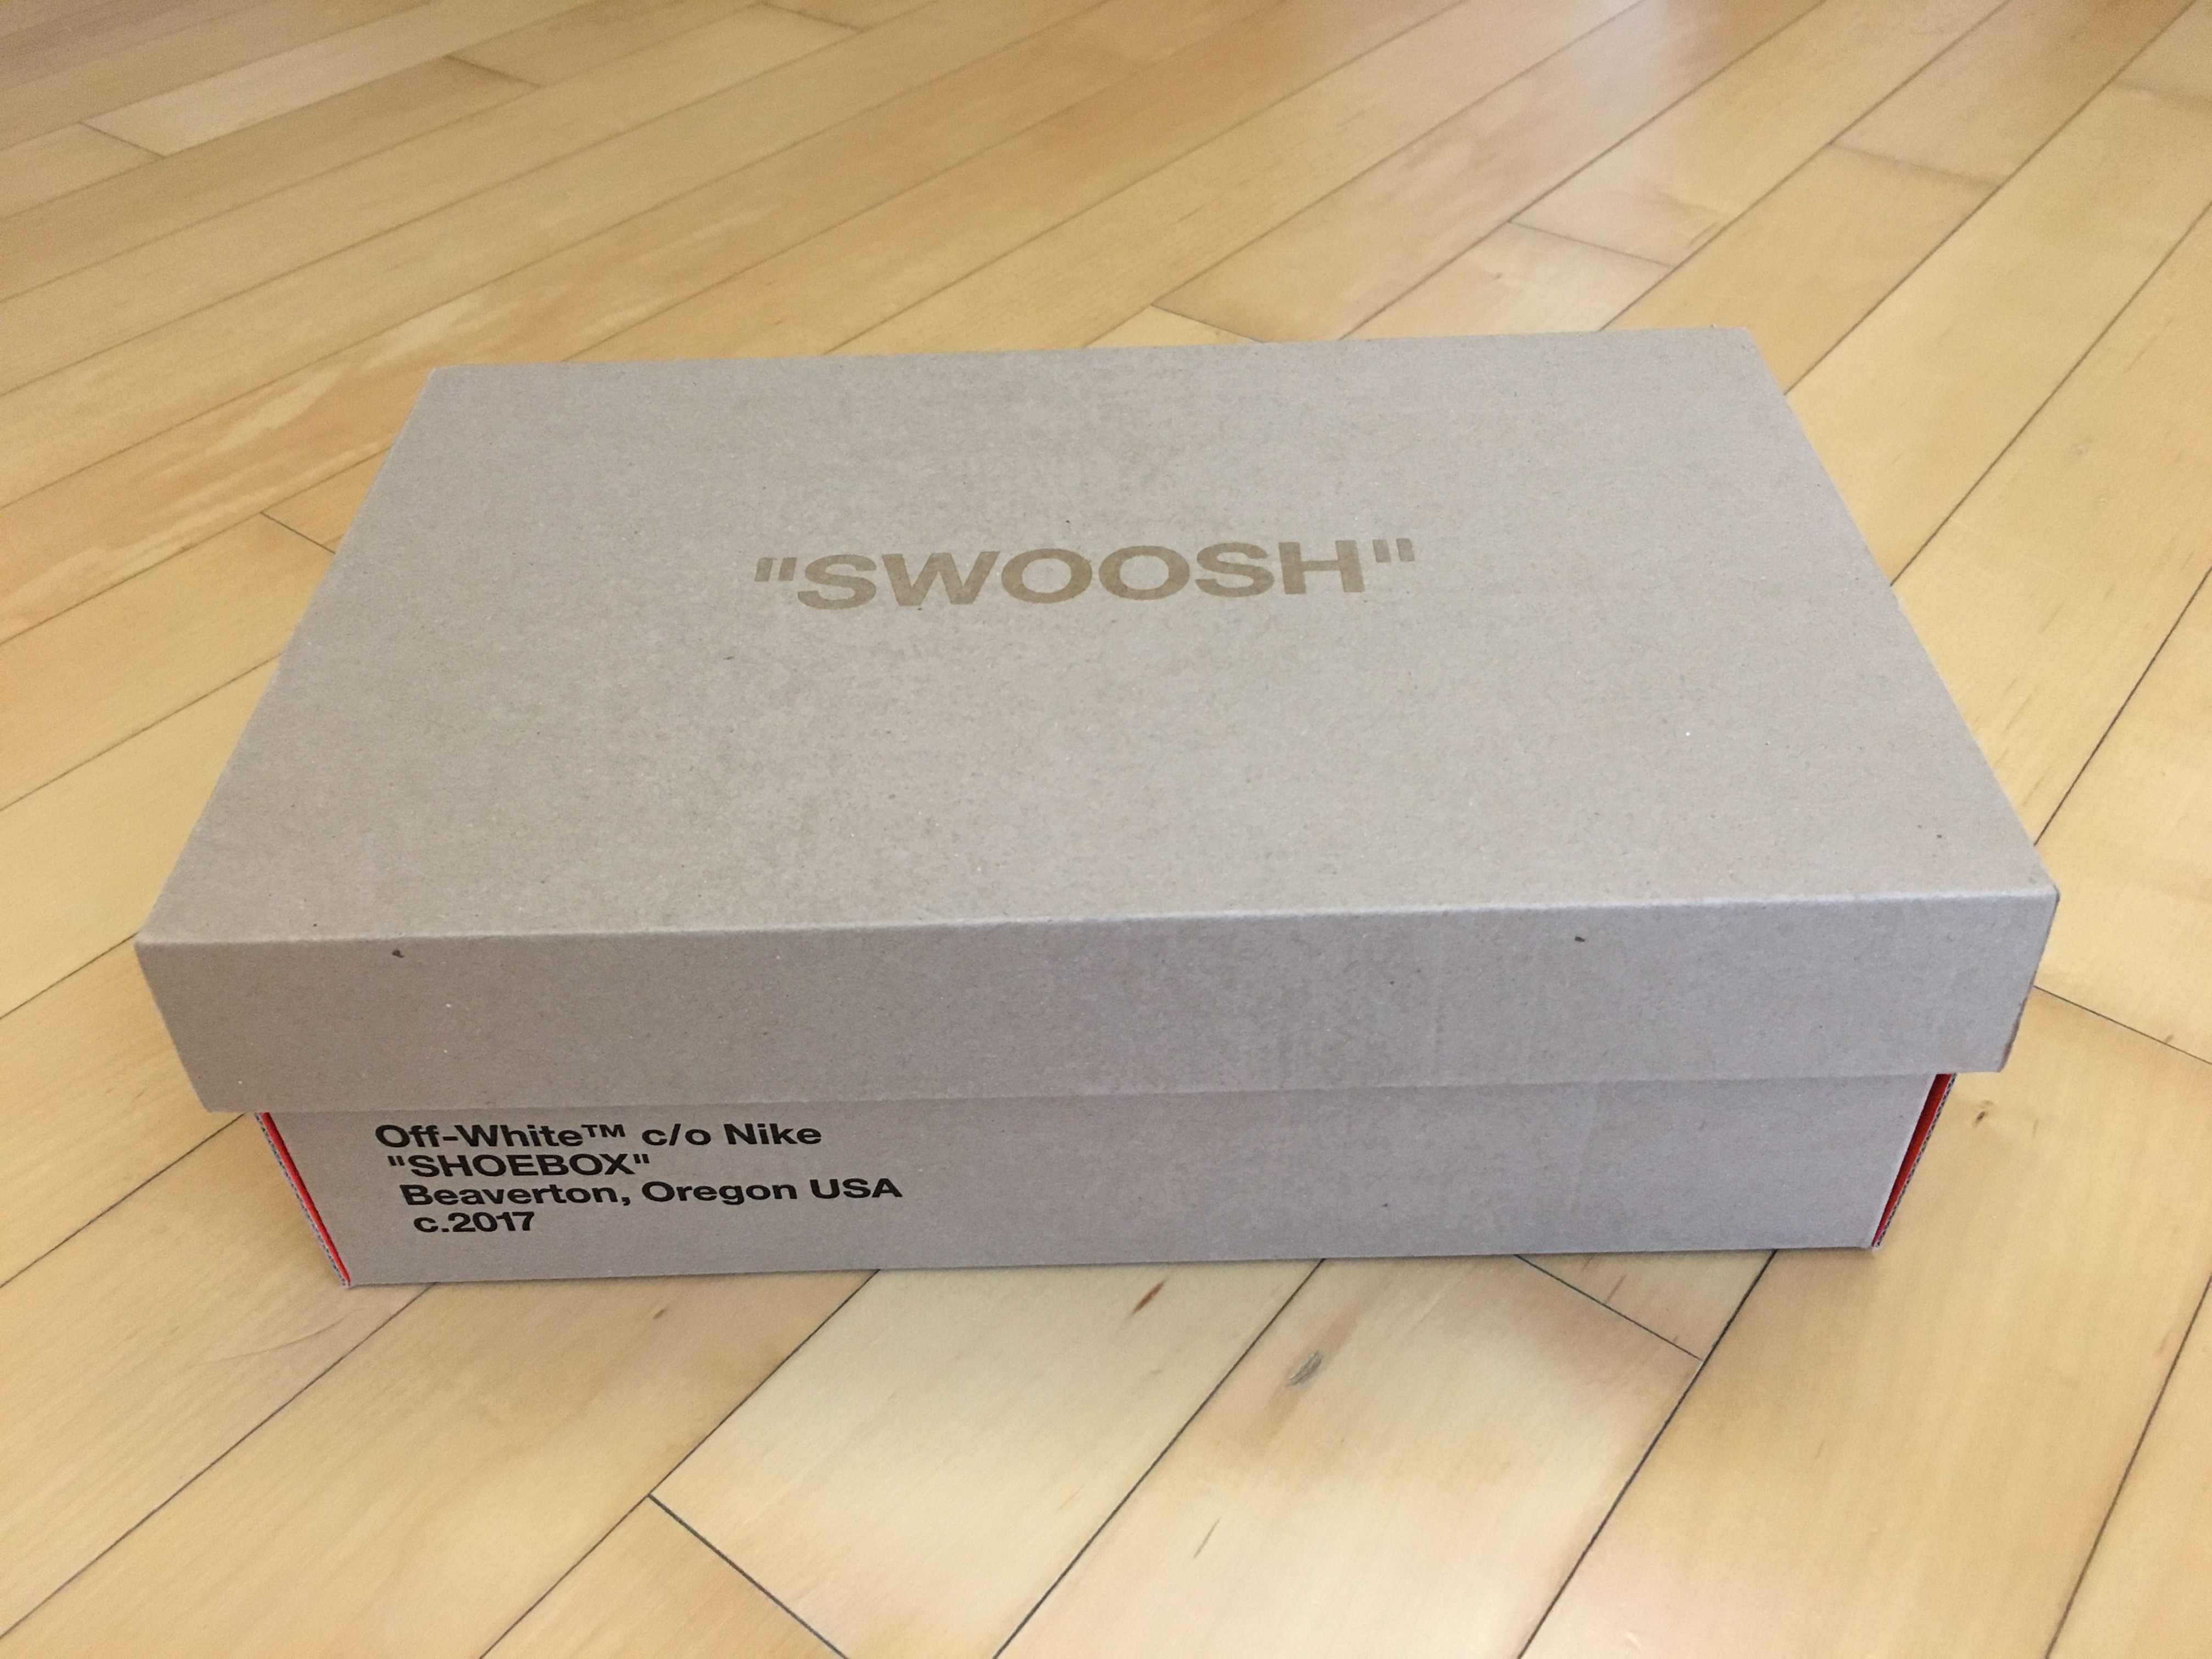 "SWOOSH"
Off-White™ c/o Nike
"SHOEBOX"
Beaverton, Oregon USA
c.2017